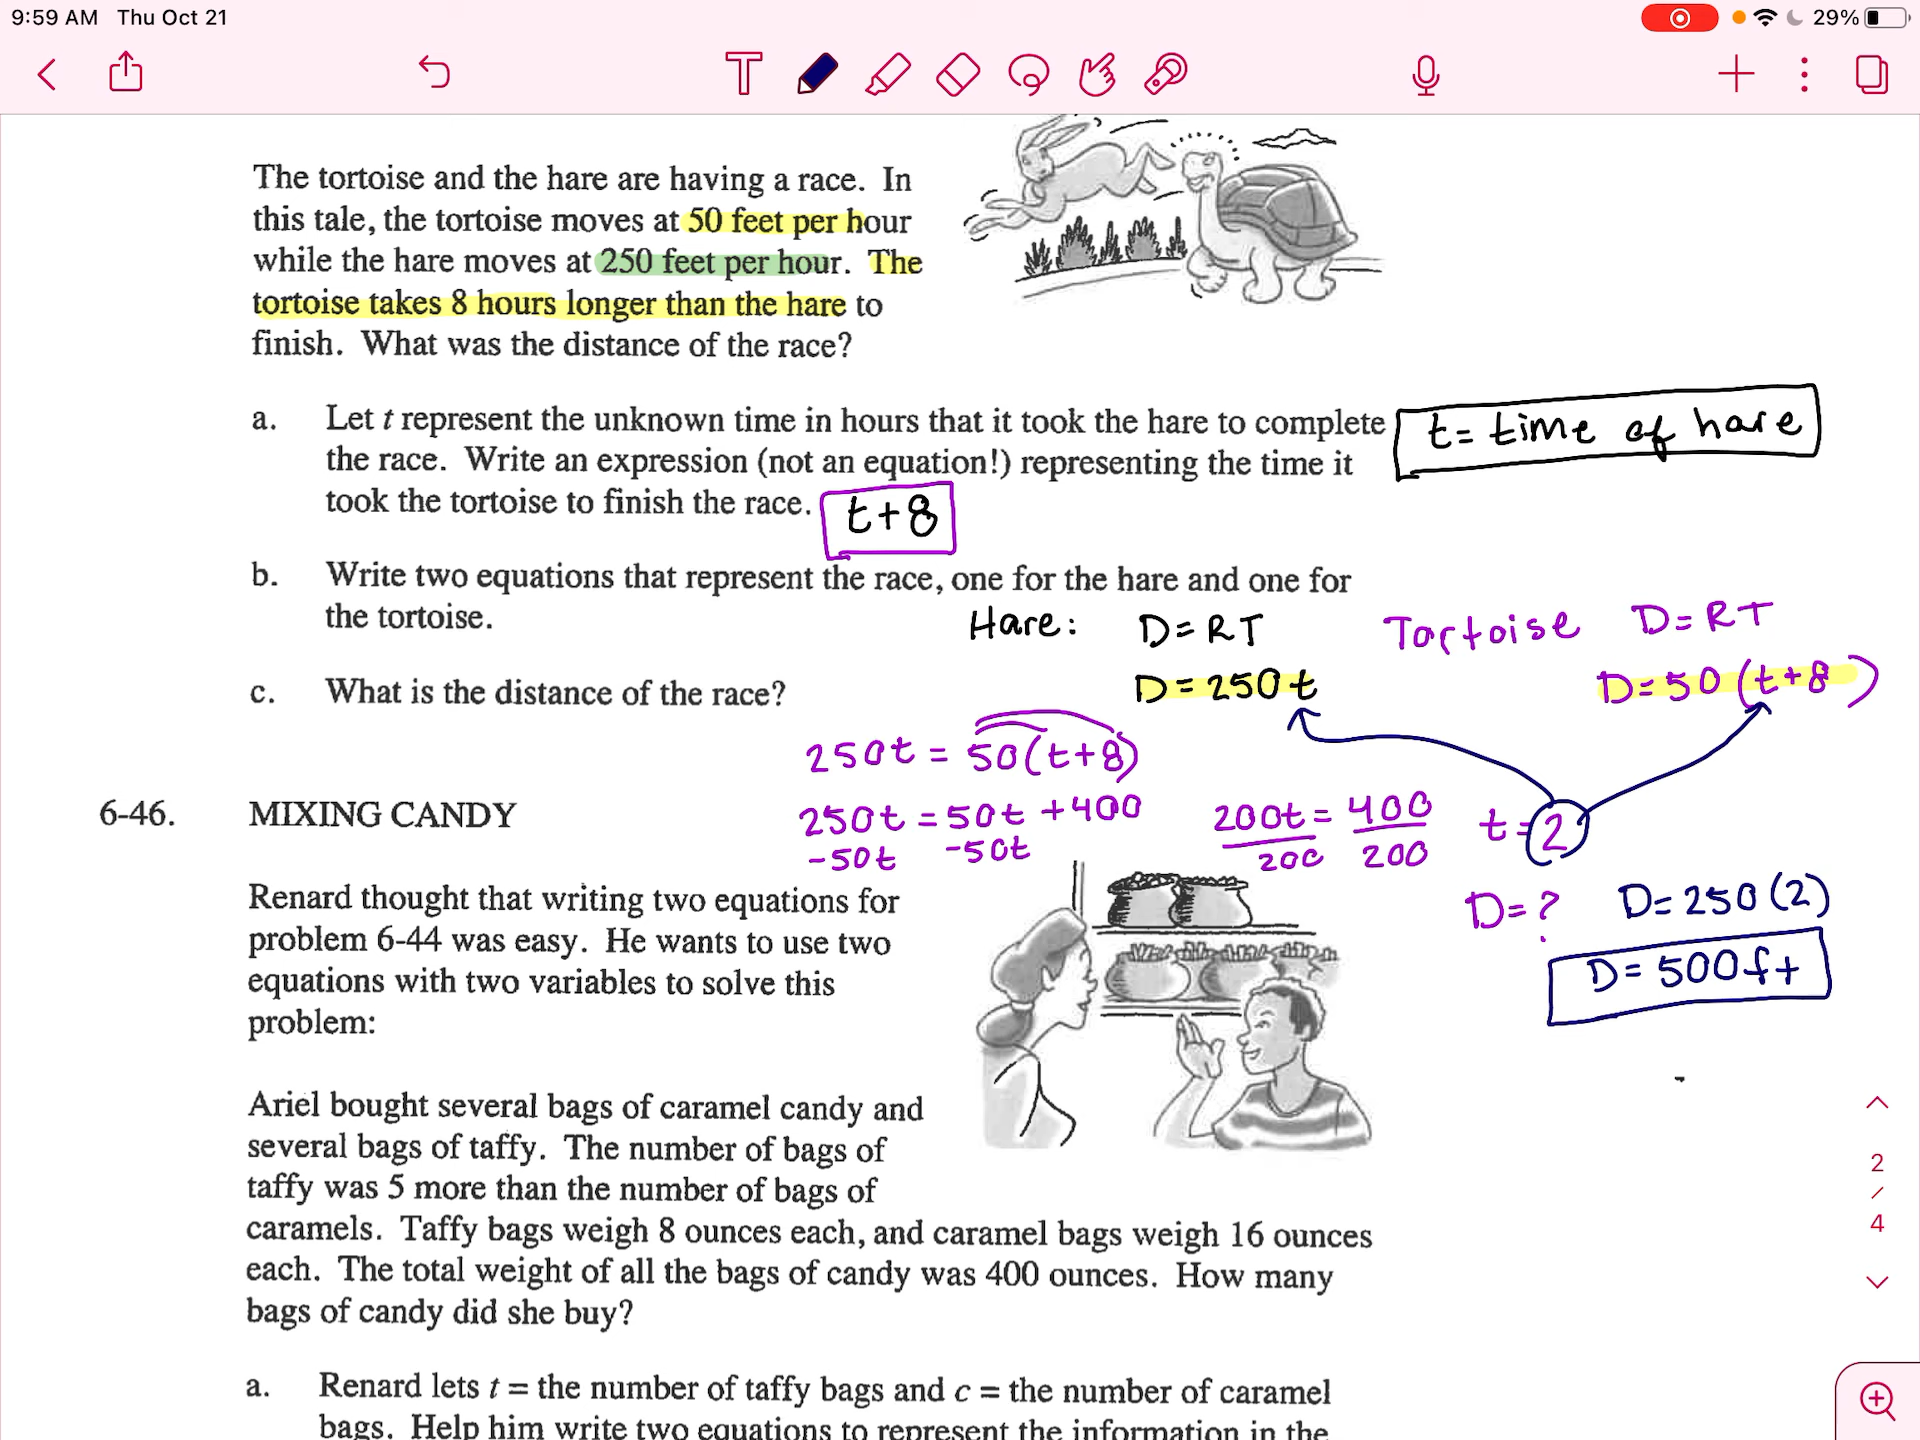 9:59 AM Thu Oct 21
29%
T
The tortoise and the hare are having a race. In
this tale, the tortoise moves at 50 feet per hour
while the hare moves at 250 feet per hour. The
tortoise takes 8 hours longer than the hare to
finish. What was the distance of the race?
a. Let t represent the unknown time in hours that it took the hare to complete
the race. Write an expression (not an equation!) representing the time it
took the tortoise to finish the race.
t = time of hare
t+8
b. Write two equations that represent the race, one for the hare and one for
the tortoise.
Hare: D=RT
D=250t
Tortoise D=RT
D=50(t+8)
c. What is the distance of the race?
250t = 50(t+8)
250t = 50t +400
-50t -50t
200t = 400
200 200
t=2
D=? D=250(2)
D=500ft
6-46. MIXING CANDY
Renard thought that writing two equations for
problem 6-44 was easy. He wants to use two
equations with two variables to solve this
problem:
Ariel bought several bags of caramel candy and
several bags of taffy. The number of bags of
taffy was 5 more than the number of bags of
caramels. Taffy bags weigh 8 ounces each, and caramel bags weigh 16 ounces
each. The total weight of all the bags of candy was 400 ounces. How many
bags of candy did she buy?
a. Renard lets t = the number of taffy bags and c = the number of caramel
bags. Help him write two equations to represent the information in the
2
/
4